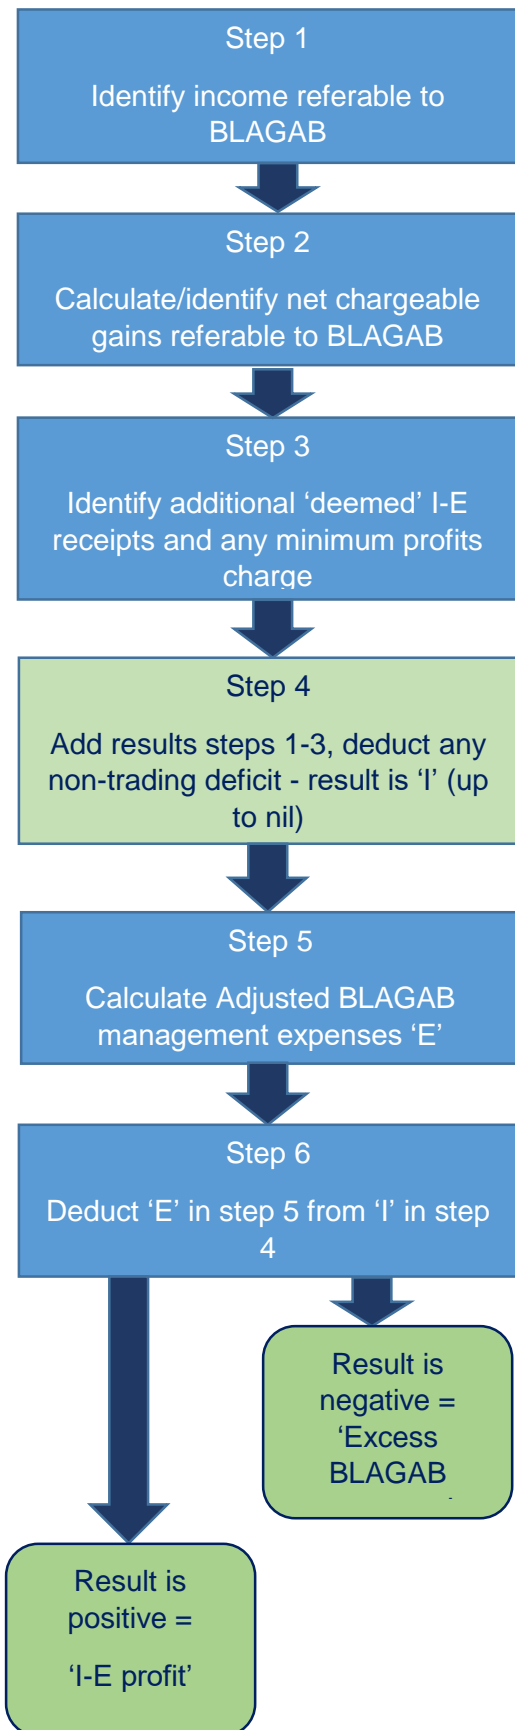 Step 1
Identify income referable to
BLAGAB
Step 2
Calculate/identify net chargeable
gains referable to BLAGAB
Step 3
Identify additional ‘deemed’ I-E
receipts and any minimum profits
charge
Step 4
Add results steps 1-3, deduct any
non-trading deficit - result is ‘I’ (up
to nil)
Step 5
Calculate Adjusted BLAGAB
management expenses ‘E’
Step 6
Deduct ‘E’ in step 5 from ‘I’ in step
4
Result is
negative =
‘Excess
BLAGAB
Result is
positive =
‘I-E profit’